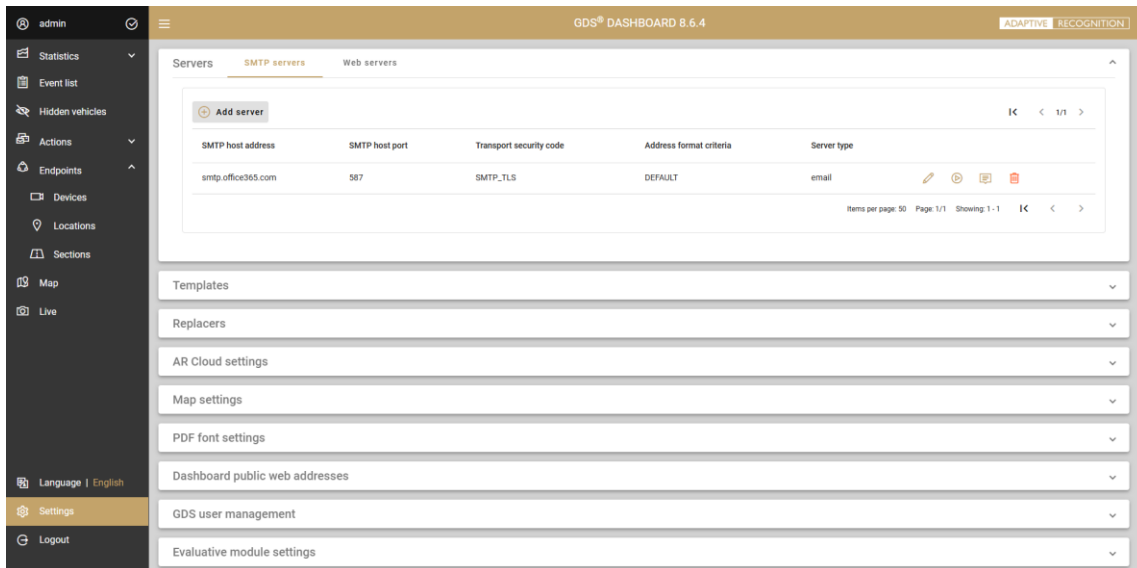 admin
GDS® DASHBOARD 8.6.4
ADAPTIVE RECOGNITION
Statistics
Event list
Hidden vehicles
Actions
Endpoints
Devices
Locations
Sections
Map
Live
Language | English
Settings
Logout
Servers SMTP servers Web servers
Add server 1/1
SMTP host address SMTP host port Transport security code Address format criteria Server type
smtp.office365.com 587 SMTP_TLS DEFAULT email
Items per page: 50 Page: 1/1 Showing: 1 - 1
Templates
Replacers
AR Cloud settings
Map settings
PDF font settings
Dashboard public web addresses
GDS user management
Evaluative module settings